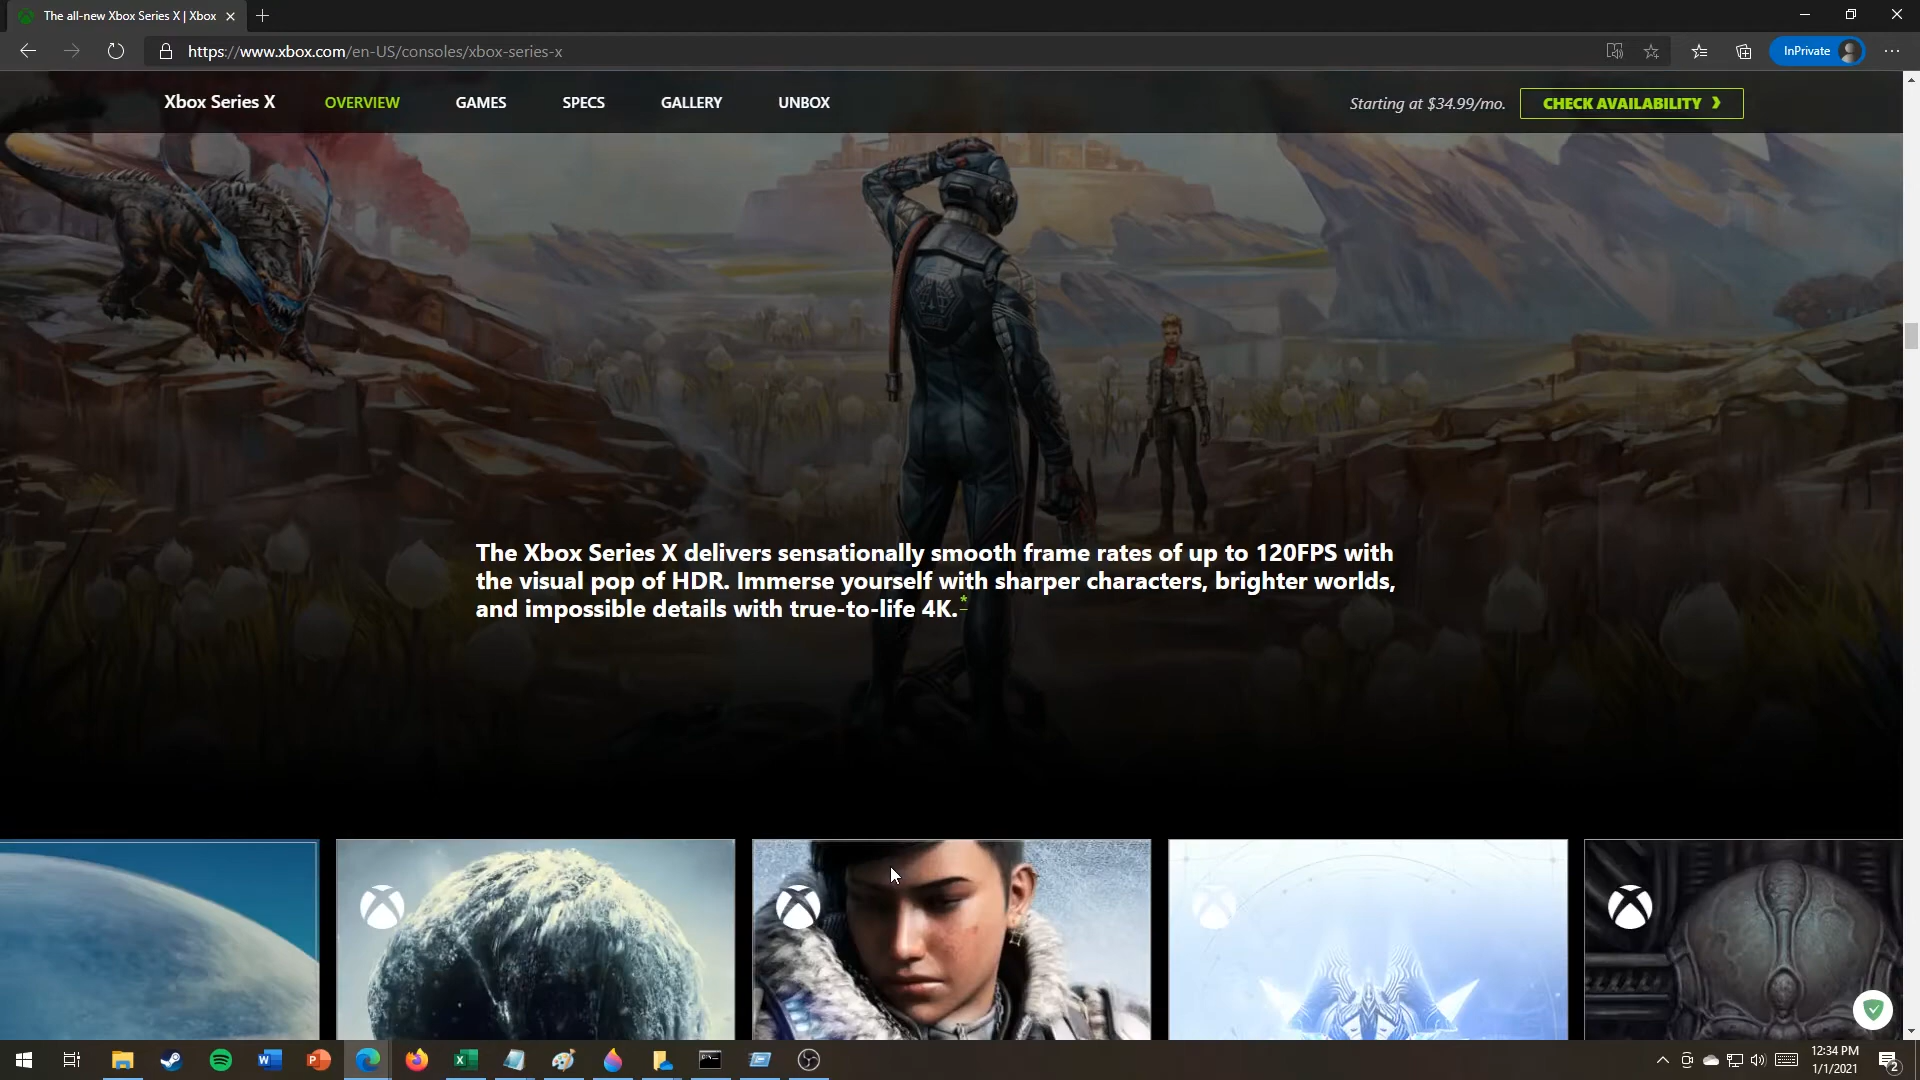 The all-new Xbox Series X | Xbox
https://www.xbox.com/en-US/consoles/xbox-series-x
InPrivate
Xbox Series X OVERVIEW GAMES SPECS GALLERY UNBOX Starting at $34.99/mo. CHECK AVAILABILITY
The Xbox Series X delivers sensationally smooth frame rates of up to 120FPS with
the visual pop of HDR. Immerse yourself with sharper characters, brighter worlds,
and impossible details with true-to-life 4K.*
12:34 PM
1/1/2021
2